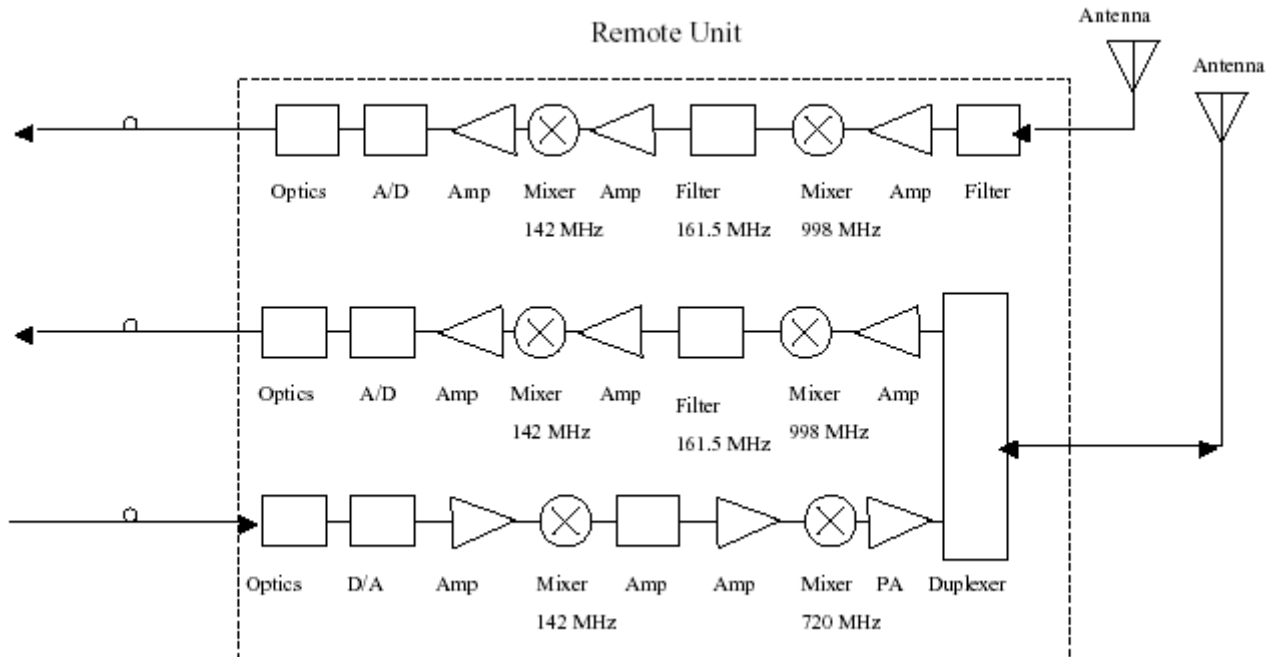 Antenna
Remote Unit
Antenna
Optics A/D Amp Mixer Amp Filter Mixer Amp Filter
142 MHz 161.5 MHz 998 MHz
Optics A/D Amp Mixer Amp Filter Mixer Amp
142 MHz 161.5 MHz 998 MHz
Optics D/A Amp Mixer Amp Amp Mixer PA Duplexer
142 MHz 720 MHz